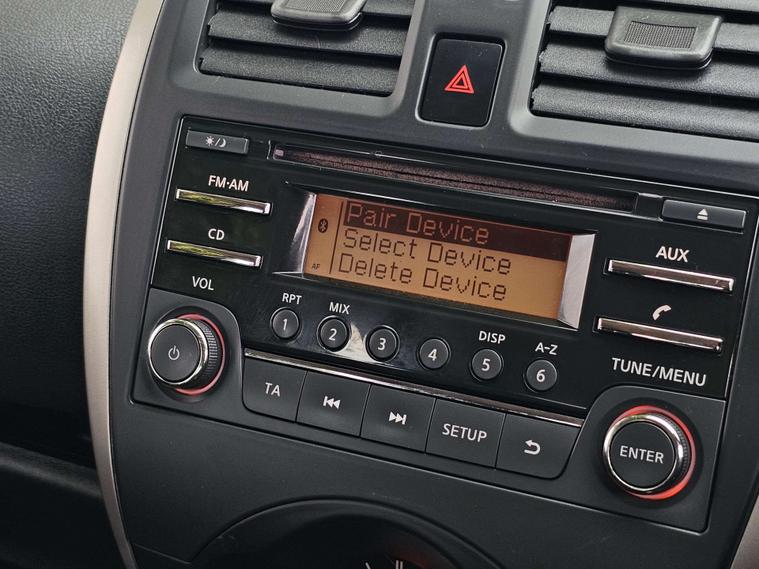 FM·AM
CD
VOL
Pair Device
Select Device
Delete Device
AF
AUX
TUNE/MENU
RPT
MIX
DISP
A-Z
1
2
3
4
5
6
TA
SETUP
ENTER